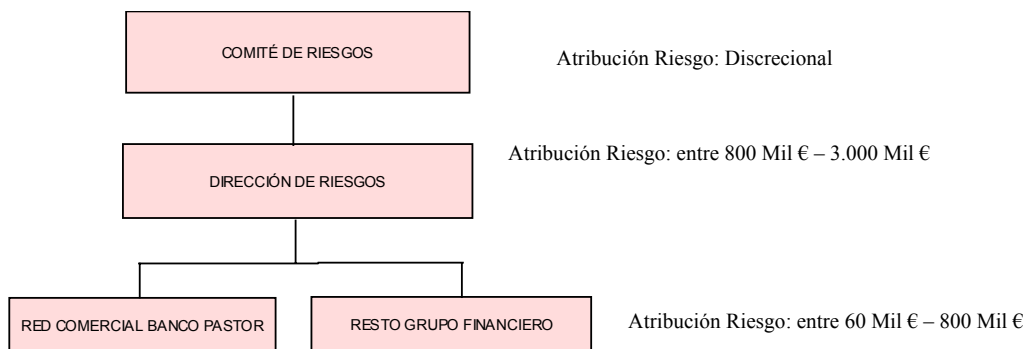 COMITÉ DE RIESGOS
Atribución Riesgo: Discrecional
Atribución Riesgo: entre 800 Mil € – 3.000 Mil €
DIRECCIÓN DE RIESGOS
RED COMERCIAL BANCO PASTOR
RESTO GRUPO FINANCIERO
Atribución Riesgo: entre 60 Mil € – 800 Mil €